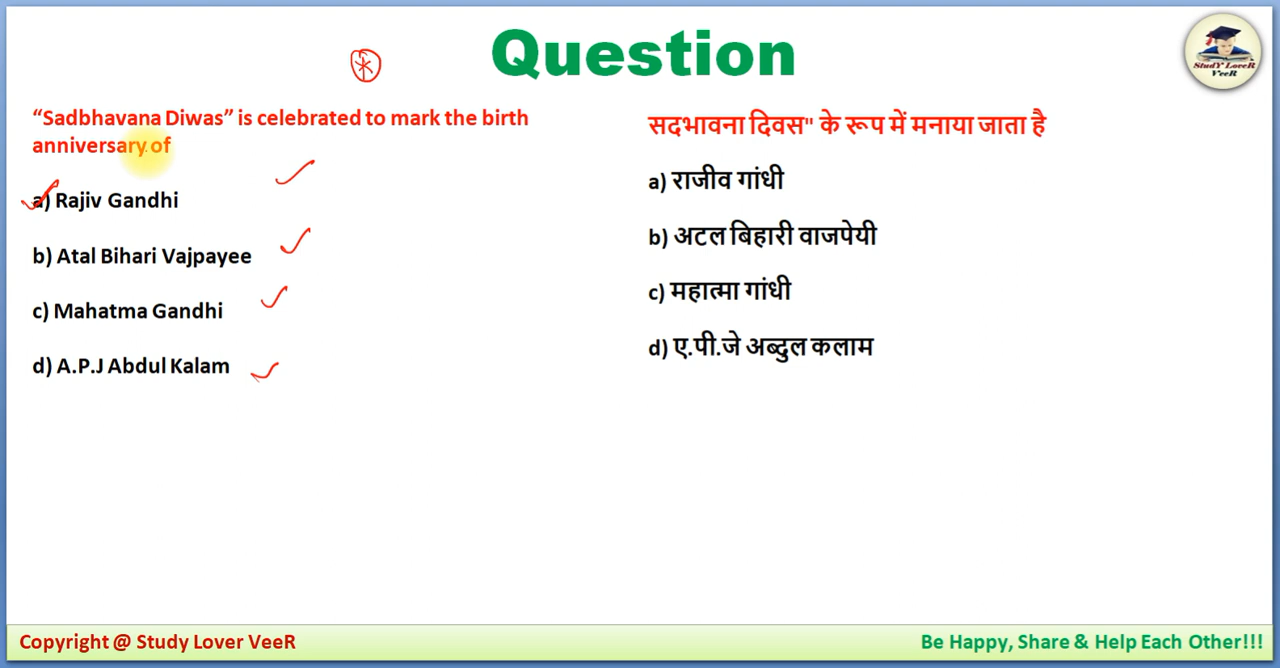 Question
StudY LoveR
VeeR
“Sadbhavana Diwas” is celebrated to mark the birth
anniversary of
a) Rajiv Gandhi
b) Atal Bihari Vajpayee
c) Mahatma Gandhi
d) A.P.J Abdul Kalam
सदभावना दिवस" के रूप में मनाया जाता है
a) राजीव गांधी
b) अटल बिहारी वाजपेयी
c) महात्मा गांधी
d) ए.पी.जे अब्दुल कलाम
Copyright @ Study Lover VeeR
Be Happy, Share & Help Each Other!!!